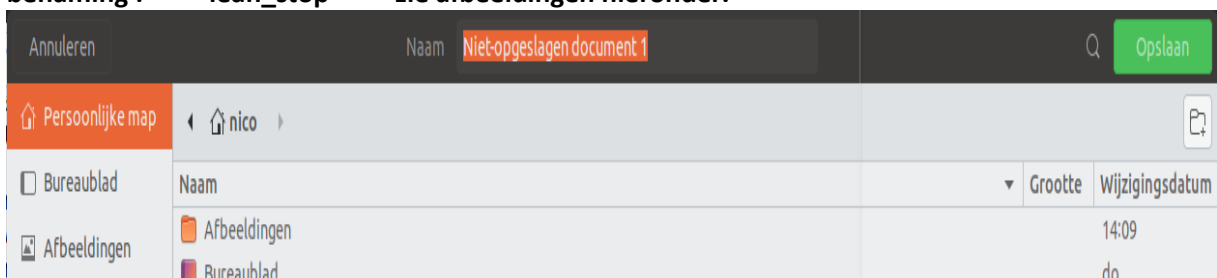 Annuleren Naam Niet-opgeslagen document 1 Opslaan
Persoonlijke map nico
Bureaublad Naam Grootte Wijzigingsdatum
Afbeeldingen 14:09
Afbeeldingen
Bureaublad do